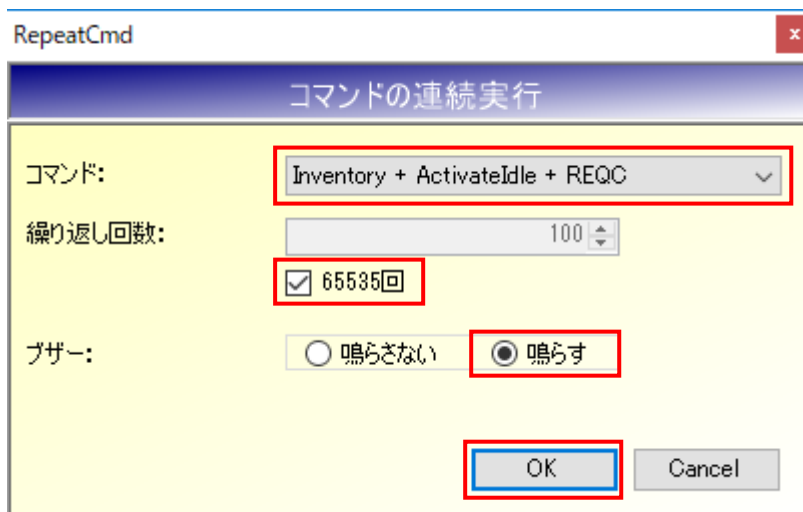 RepeatCmd
x
コマンドの連続実行
コマンド: Inventory + ActivateIdle + REQC
繰り返し回数: 100
65535回
ブザー: 鳴らさない 鳴らす
OK Cancel